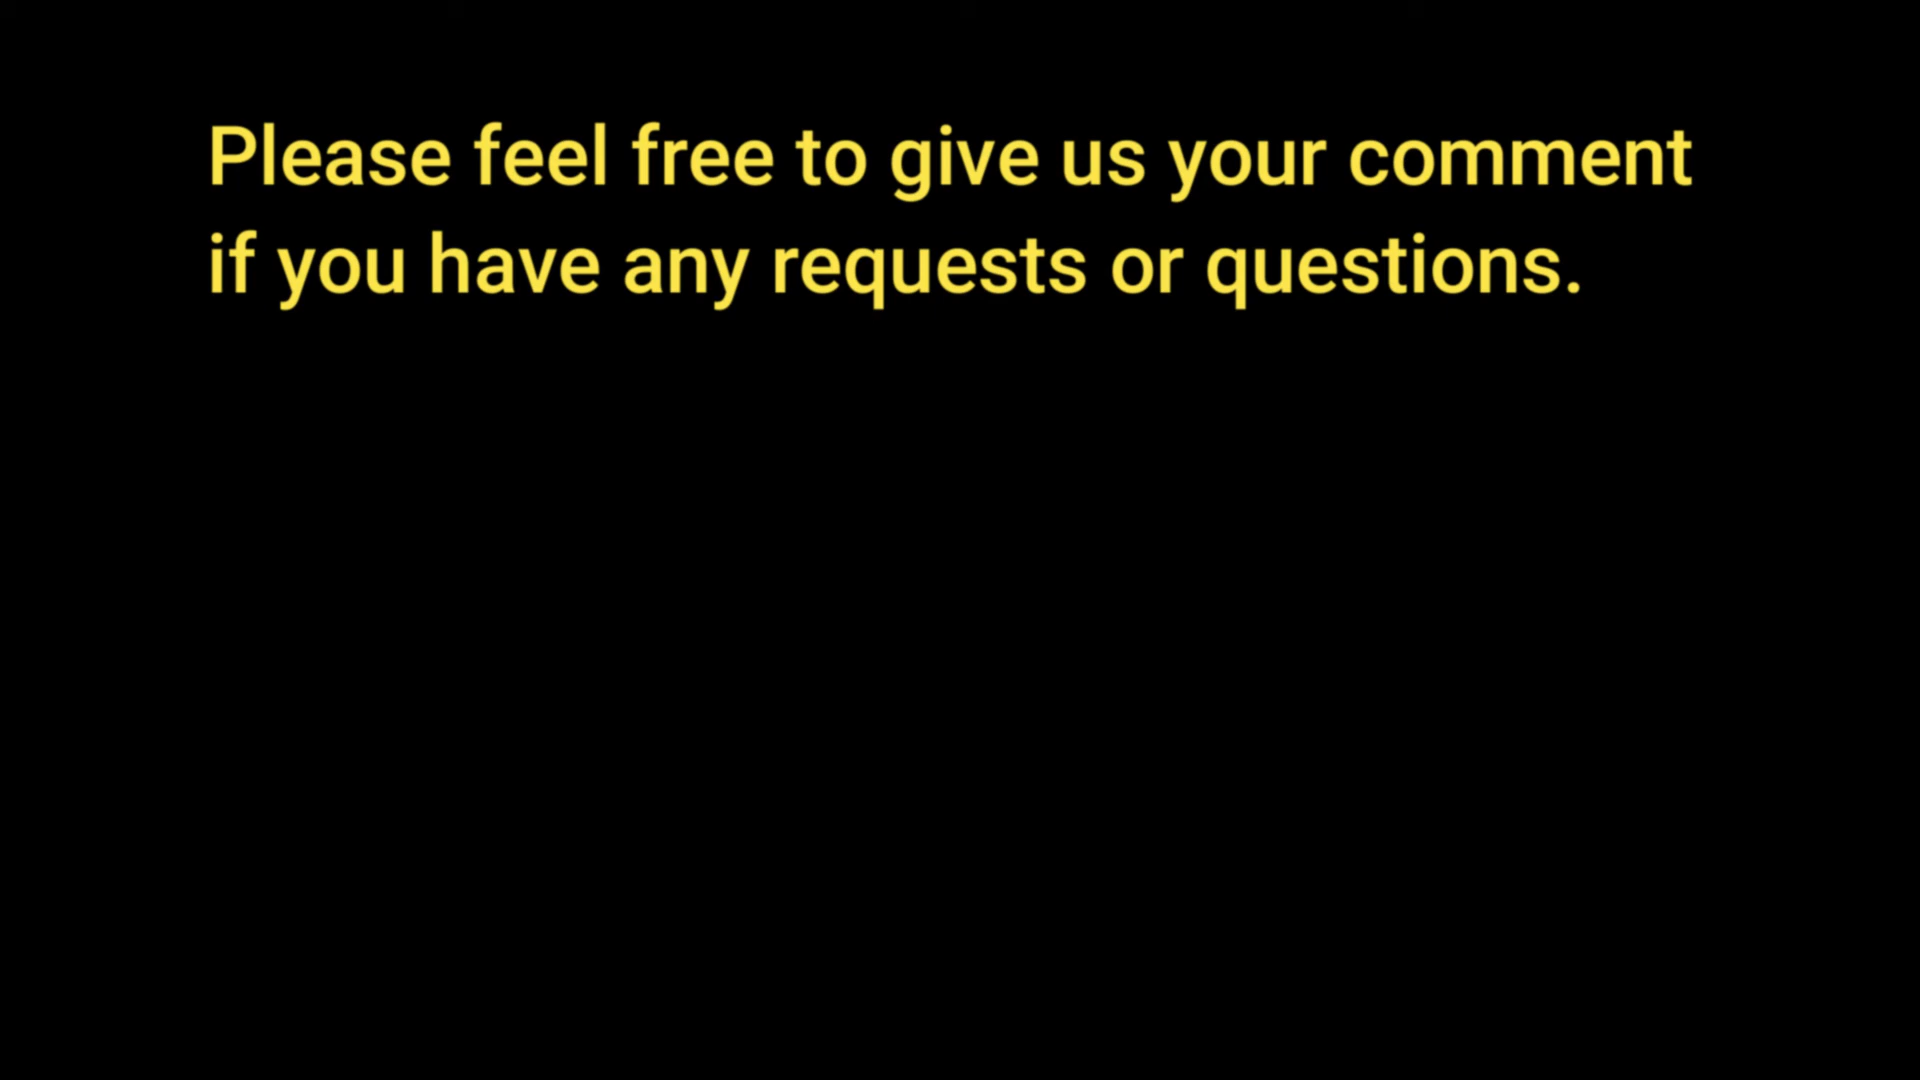 Please feel free to give us your comment
if you have any requests or questions.